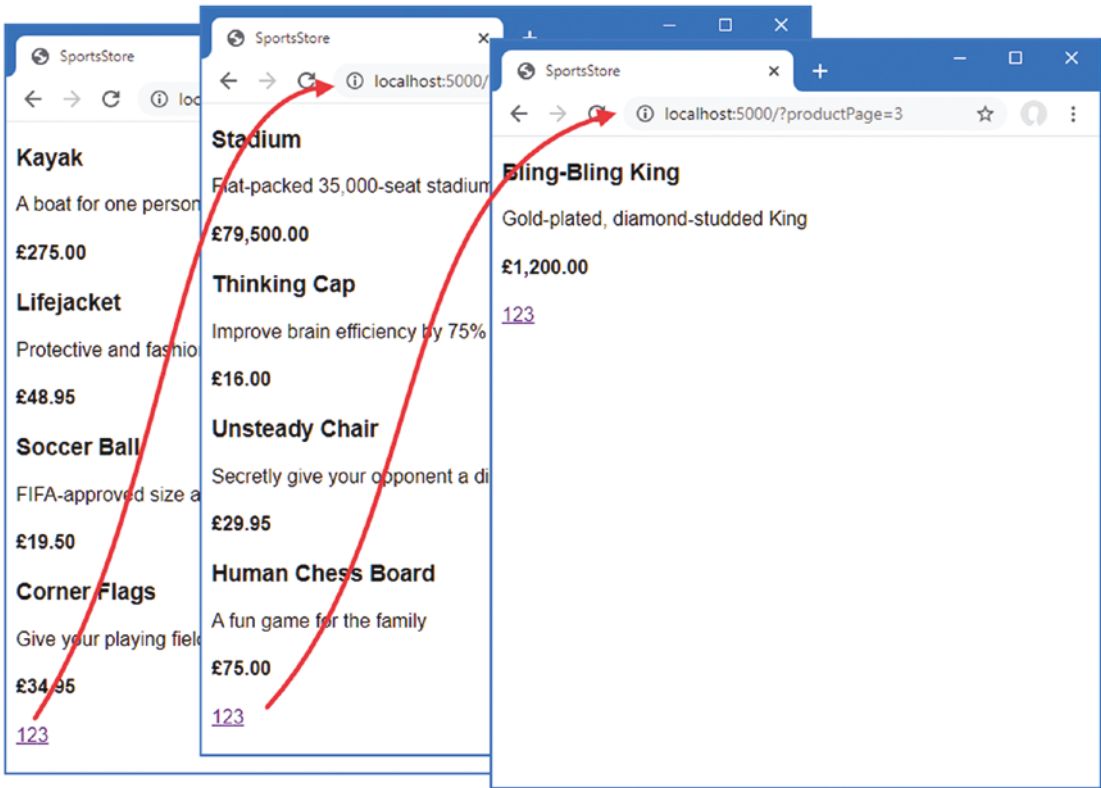 SportsStore
loc
Kayak
A boat for one person
£275.00
Lifejacket
Protective and fashio
£48.95
Soccer Ball
FIFA-approved size a
£19.50
Corner Flags
Give your playing field
£34.95
123
SportsStore
localhost:5000/
Stadium
Flat-packed 35,000-seat stadium
£79,500.00
Thinking Cap
Improve brain efficiency by 75%
£16.00
Unsteady Chair
Secretly give your opponent a di
£29.95
Human Chess Board
A fun game for the family
£75.00
123
SportsStore
localhost:5000/?productPage=3
Bling-Bling King
Gold-plated, diamond-studded King
£1,200.00
123